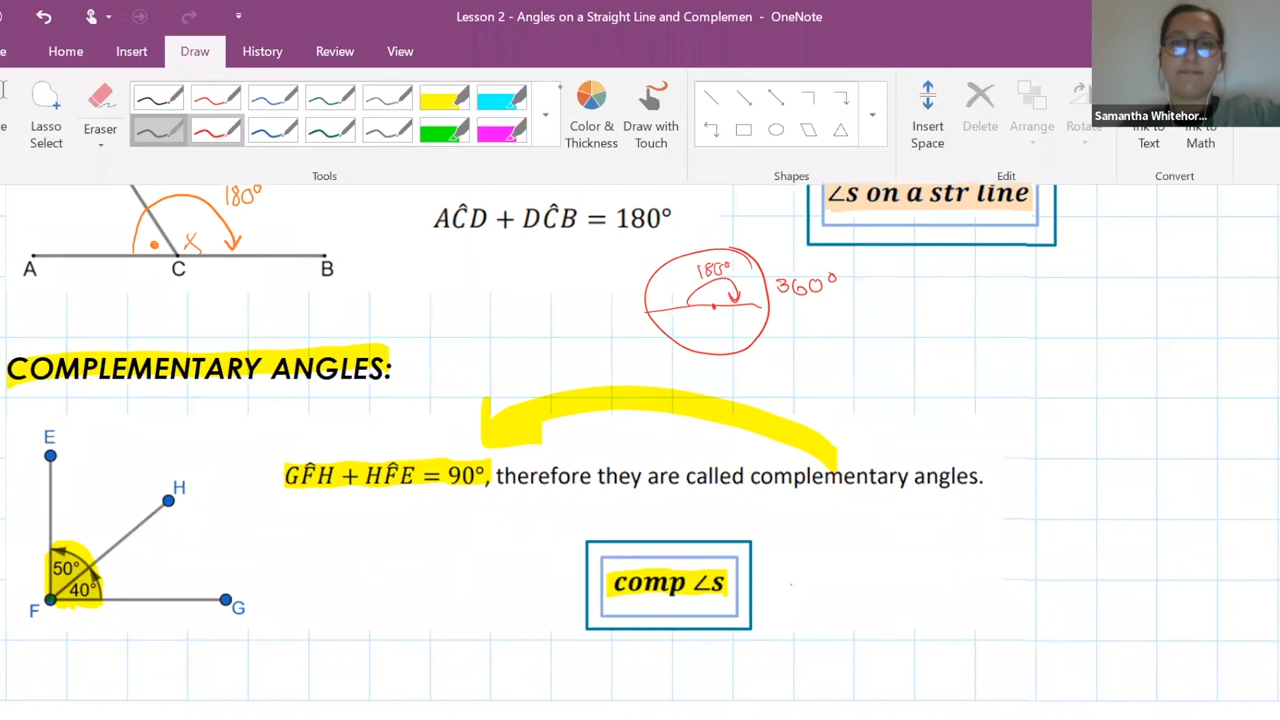 Lesson 2 - Angles on a Straight Line and Complemen - OneNote
Home Insert Draw History Review View
Lasso Select
Eraser
Color & Thickness
Draw with Touch
Insert Space
Delete
Arrange
Rotate
Ink to Text
Ink to Math
Samantha Whitehor...
Tools
Shapes
Edit
Convert
180°
∠s on a str line
AĈD + DĈB = 180°
x
A C B
180°
360°
COMPLEMENTARY ANGLES:
E
H
GF̂H + HF̂E = 90°, therefore they are called complementary angles.
50°
40°
comp ∠s
F G